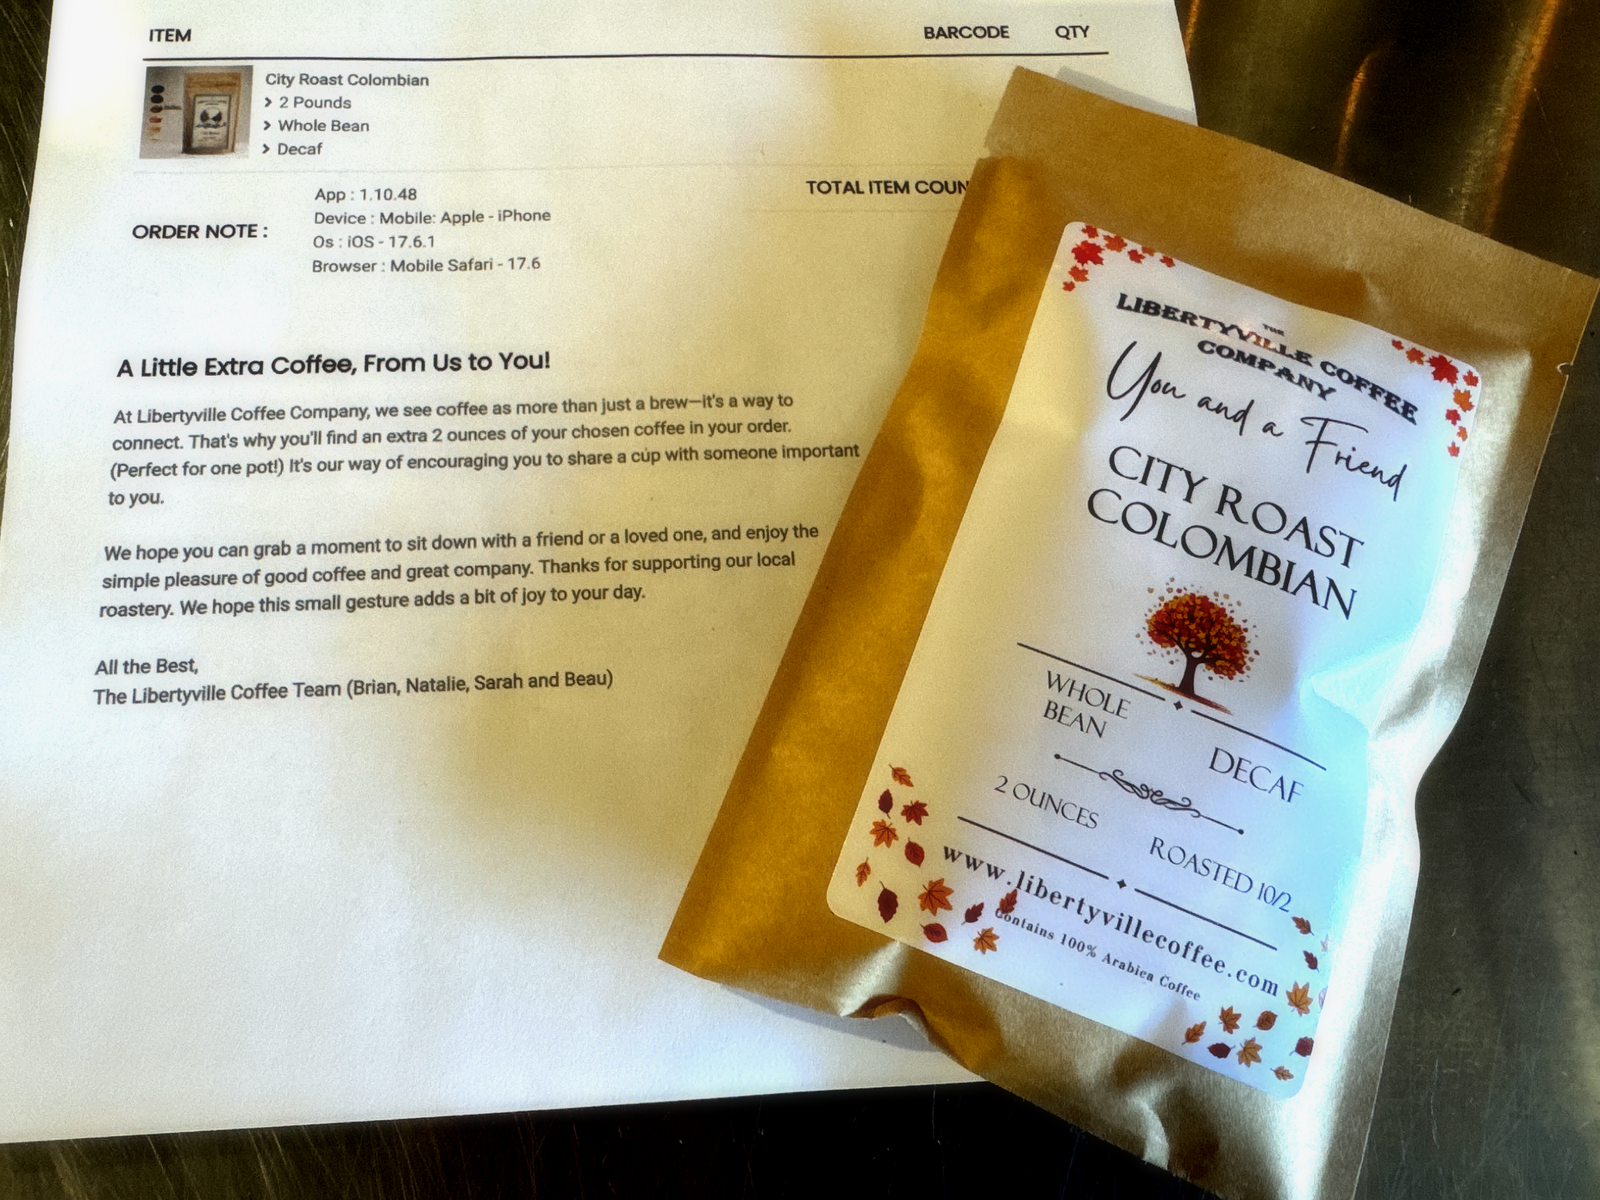 ITEM BARCODE QTY
City Roast Colombian
> 2 Pounds
> Whole Bean
> Decaf
TOTAL ITEM COUN
ORDER NOTE :
App : 1.10.48
Device : Mobile: Apple - iPhone
Os : iOS - 17.6.1
Browser : Mobile Safari - 17.6
A Little Extra Coffee, From Us to You!
At Libertyville Coffee Company, we see coffee as more than just a brew—it's a way to
connect. That's why you'll find an extra 2 ounces of your chosen coffee in your order.
(Perfect for one pot!) It's our way of encouraging you to share a cup with someone important
to you.
We hope you can grab a moment to sit down with a friend or a loved one, and enjoy the
simple pleasure of good coffee and great company. Thanks for supporting our local
roastery. We hope this small gesture adds a bit of joy to your day.
All the Best,
The Libertyville Coffee Team (Brian, Natalie, Sarah and Beau)
THE
LIBERTYVILLE COFFEE
COMPANY
You and a Friend
CITY ROAST
COLOMBIAN
WHOLE
BEAN
DECAF
2 OUNCES
ROASTED 10/2
www.libertyvillecoffee.com
Contains 100% Arabica Coffee